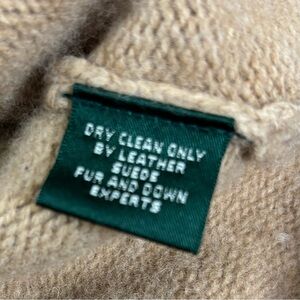 DRY CLEAN ONLY
BY LEATHER
SUEDE
FUR AND DOWN
EXPERTS